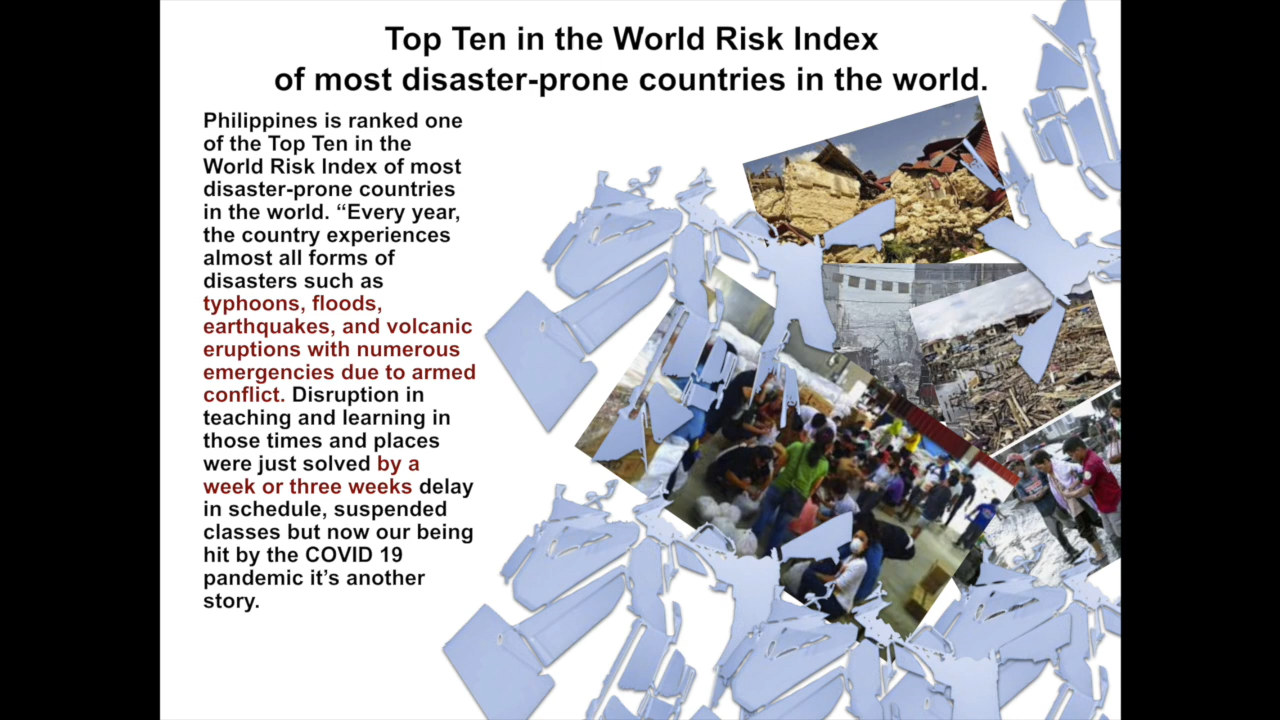 Top Ten in the World Risk Index
of most disaster-prone countries in the world.
Philippines is ranked one
of the Top Ten in the
World Risk Index of most
disaster-prone countries
in the world. “Every year,
the country experiences
almost all forms of
disasters such as
typhoons, floods,
earthquakes, and volcanic
eruptions with numerous
emergencies due to armed
conflict. Disruption in
teaching and learning in
those times and places
were just solved by a
week or three weeks delay
in schedule, suspended
classes but now our being
hit by the COVID 19
pandemic it’s another
story.